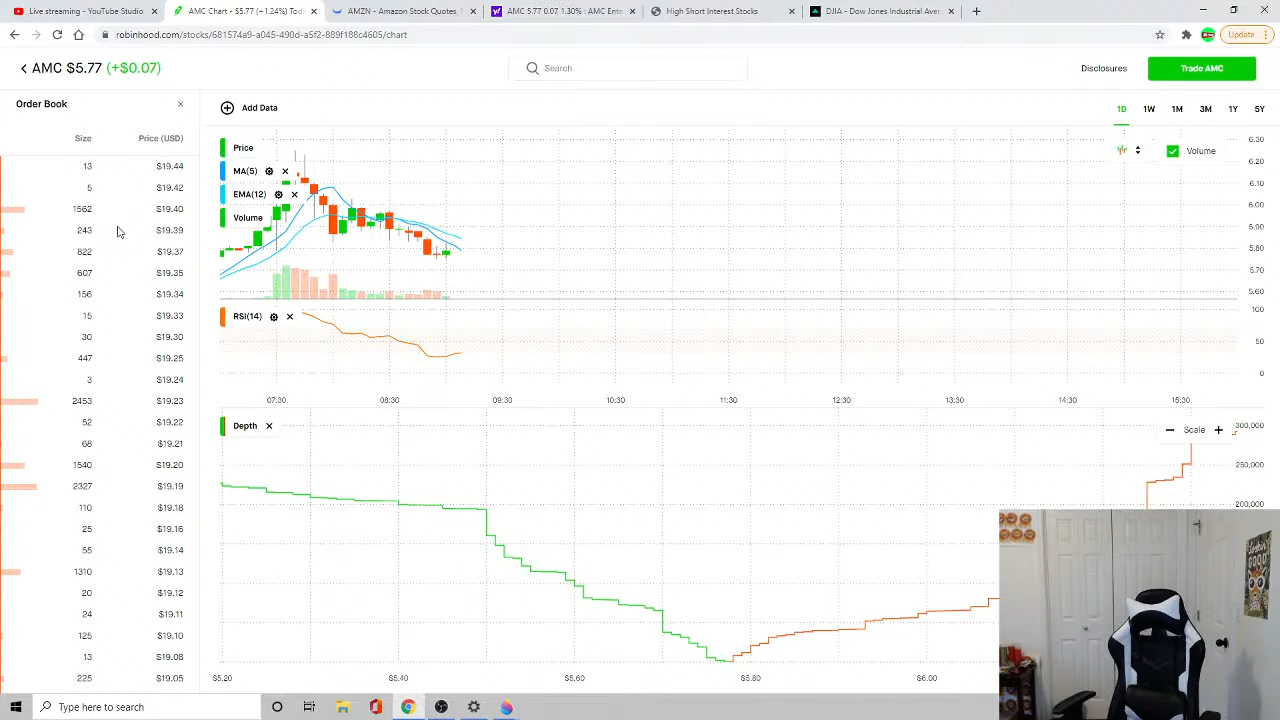 Live streaming - YouTube Studio
AMC Chart - $5.77 (+1.24%) Toda
AMZN - Amazon Stock Quotes
AMC 5.77 0.07 1.30% : AMC Ente
High Short Interest Stocks
DJIA - Dow Jones Industrial Aver
robinhood.com/stocks/681574a9-a045-490d-a5f2-889f188c4605/chart
Update
AMC $5.77 (+$0.07)
Search
Disclosures
Trade AMC
Order Book
Add Data
1D 1W 1M 3M 1Y 5Y
Size Price (USD)
13 $19.44
5 $19.42
1562 $19.40
243 $19.39
822 $19.37
607 $19.35
156 $19.34
15 $19.33
30 $19.30
447 $19.25
3 $19.24
2453 $19.23
52 $19.22
68 $19.21
1540 $19.20
2327 $19.19
110 $19.18
25 $19.16
55 $19.14
1310 $19.13
20 $19.12
24 $19.11
125 $19.10
13 $19.08
225 $19.05
Price
MA(5)
EMA(12)
Volume
Volume
6.30
6.20
6.10
6.00
5.90
5.80
5.70
5.60
RSI(14)
100
50
0
07:30 08:30 09:30 10:30 11:30 12:30 13:30 14:30 15:30
Depth
Scale
300,000
250,000
200,000
$5.20 $5.40 $5.60 $5.80 $6.00
Type here to search